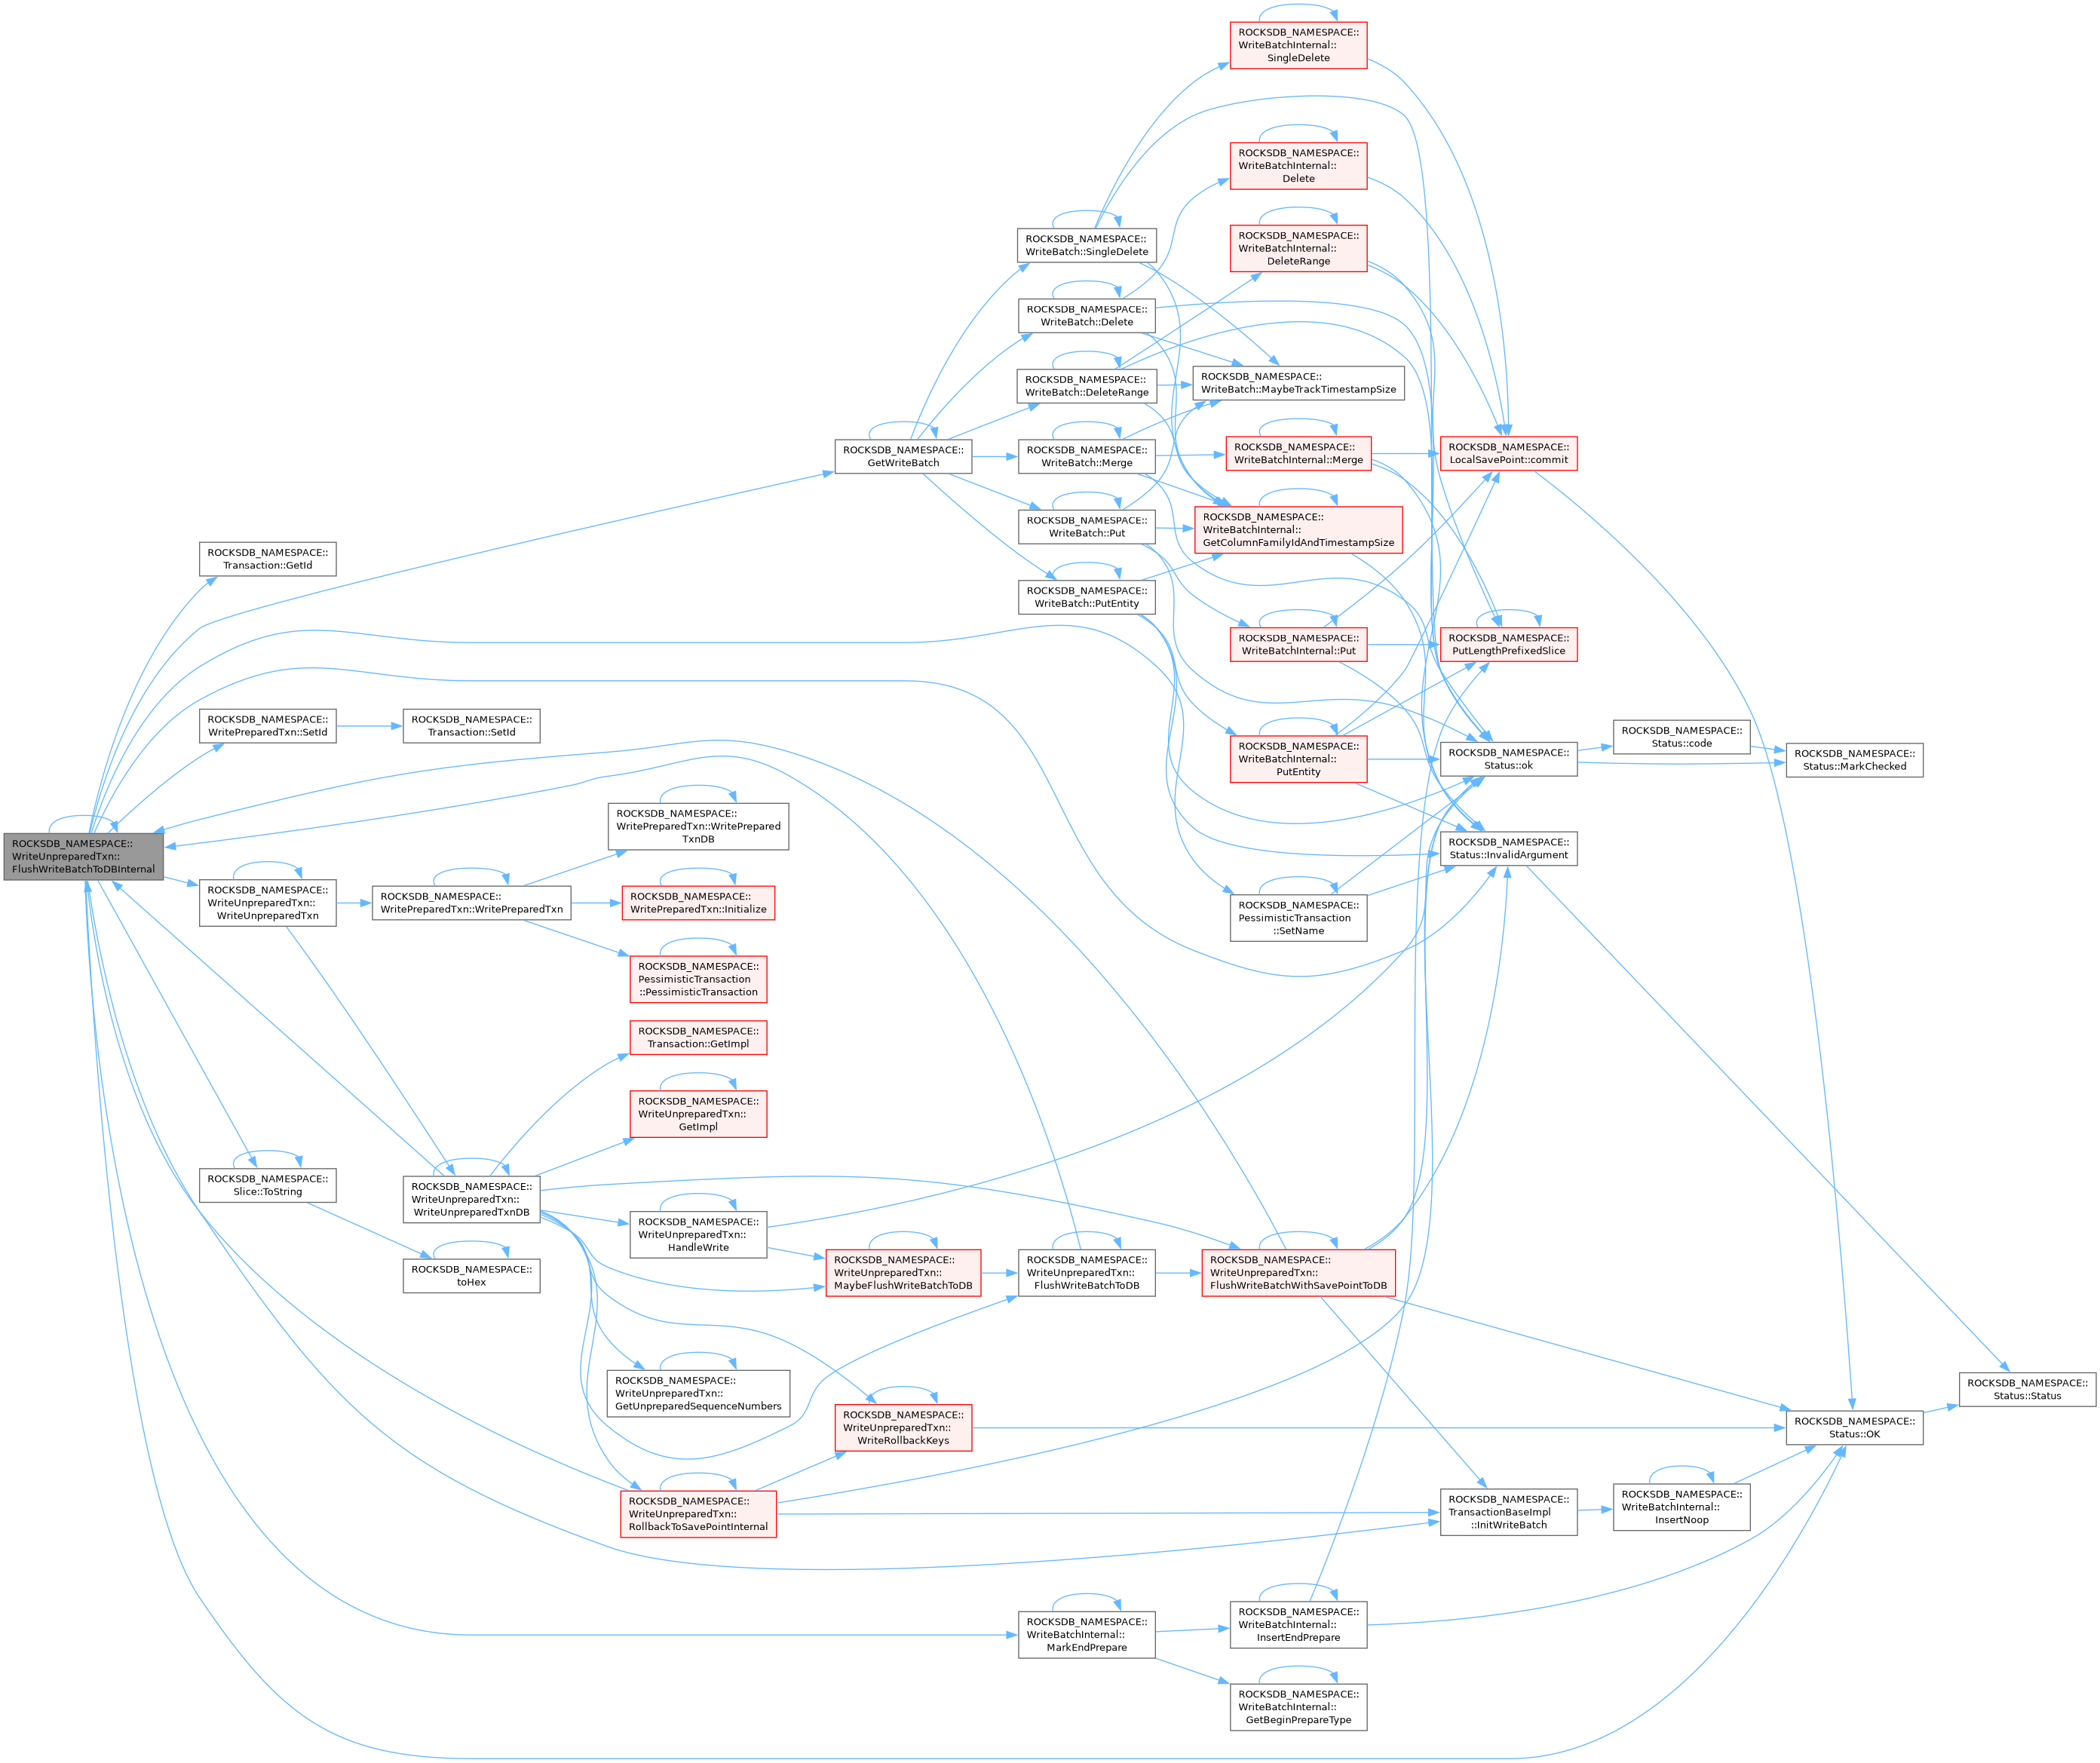 ROCKSDB_NAMESPACE::
WriteBatchInternal::
SingleDelete
ROCKSDB_NAMESPACE::
WriteBatchInternal::
Delete
ROCKSDB_NAMESPACE::
WriteBatchInternal::
DeleteRange
ROCKSDB_NAMESPACE::
WriteBatch::SingleDelete
ROCKSDB_NAMESPACE::
WriteBatch::Delete
ROCKSDB_NAMESPACE::
WriteBatch::DeleteRange
ROCKSDB_NAMESPACE::
WriteBatch::MaybeTrackTimestampSize
ROCKSDB_NAMESPACE::
GetWriteBatch
ROCKSDB_NAMESPACE::
WriteBatch::Merge
ROCKSDB_NAMESPACE::
WriteBatchInternal::Merge
ROCKSDB_NAMESPACE::
LocalSavePoint::commit
ROCKSDB_NAMESPACE::
WriteBatch::Put
ROCKSDB_NAMESPACE::
WriteBatchInternal::
GetColumnFamilyIdAndTimestampSize
ROCKSDB_NAMESPACE::
Transaction::GetId
ROCKSDB_NAMESPACE::
WriteBatch::PutEntity
ROCKSDB_NAMESPACE::
WriteBatchInternal::Put
ROCKSDB_NAMESPACE::
PutLengthPrefixedSlice
ROCKSDB_NAMESPACE::
WritePreparedTxn::SetId
ROCKSDB_NAMESPACE::
Transaction::SetId
ROCKSDB_NAMESPACE::
WriteBatchInternal::
PutEntity
ROCKSDB_NAMESPACE::
Status::ok
ROCKSDB_NAMESPACE::
Status::code
ROCKSDB_NAMESPACE::
Status::MarkChecked
ROCKSDB_NAMESPACE::
WriteUnpreparedTxn::
FlushWriteBatchToDBInternal
ROCKSDB_NAMESPACE::
WritePreparedTxn::WritePrepared
TxnDB
ROCKSDB_NAMESPACE::
Status::InvalidArgument
ROCKSDB_NAMESPACE::
WriteUnpreparedTxn::
WriteUnpreparedTxn
ROCKSDB_NAMESPACE::
WritePreparedTxn::WritePreparedTxn
ROCKSDB_NAMESPACE::
WritePreparedTxn::Initialize
ROCKSDB_NAMESPACE::
PessimisticTransaction
::SetName
ROCKSDB_NAMESPACE::
PessimisticTransaction
::PessimisticTransaction
ROCKSDB_NAMESPACE::
Transaction::GetImpl
ROCKSDB_NAMESPACE::
WriteUnpreparedTxn::
GetImpl
ROCKSDB_NAMESPACE::
Slice::ToString
ROCKSDB_NAMESPACE::
WriteUnpreparedTxn::
WriteUnpreparedTxnDB
ROCKSDB_NAMESPACE::
WriteUnpreparedTxn::
HandleWrite
ROCKSDB_NAMESPACE::
toHex
ROCKSDB_NAMESPACE::
WriteUnpreparedTxn::
MaybeFlushWriteBatchToDB
ROCKSDB_NAMESPACE::
WriteUnpreparedTxn::
FlushWriteBatchToDB
ROCKSDB_NAMESPACE::
WriteUnpreparedTxn::
FlushWriteBatchWithSavePointToDB
ROCKSDB_NAMESPACE::
WriteUnpreparedTxn::
GetUnpreparedSequenceNumbers
ROCKSDB_NAMESPACE::
Status::Status
ROCKSDB_NAMESPACE::
WriteUnpreparedTxn::
WriteRollbackKeys
ROCKSDB_NAMESPACE::
Status::OK
ROCKSDB_NAMESPACE::
WriteUnpreparedTxn::
RollbackToSavePointInternal
ROCKSDB_NAMESPACE::
TransactionBaseImpl
::InitWriteBatch
ROCKSDB_NAMESPACE::
WriteBatchInternal::
InsertNoop
ROCKSDB_NAMESPACE::
WriteBatchInternal::
MarkEndPrepare
ROCKSDB_NAMESPACE::
WriteBatchInternal::
InsertEndPrepare
ROCKSDB_NAMESPACE::
WriteBatchInternal::
GetBeginPrepareType